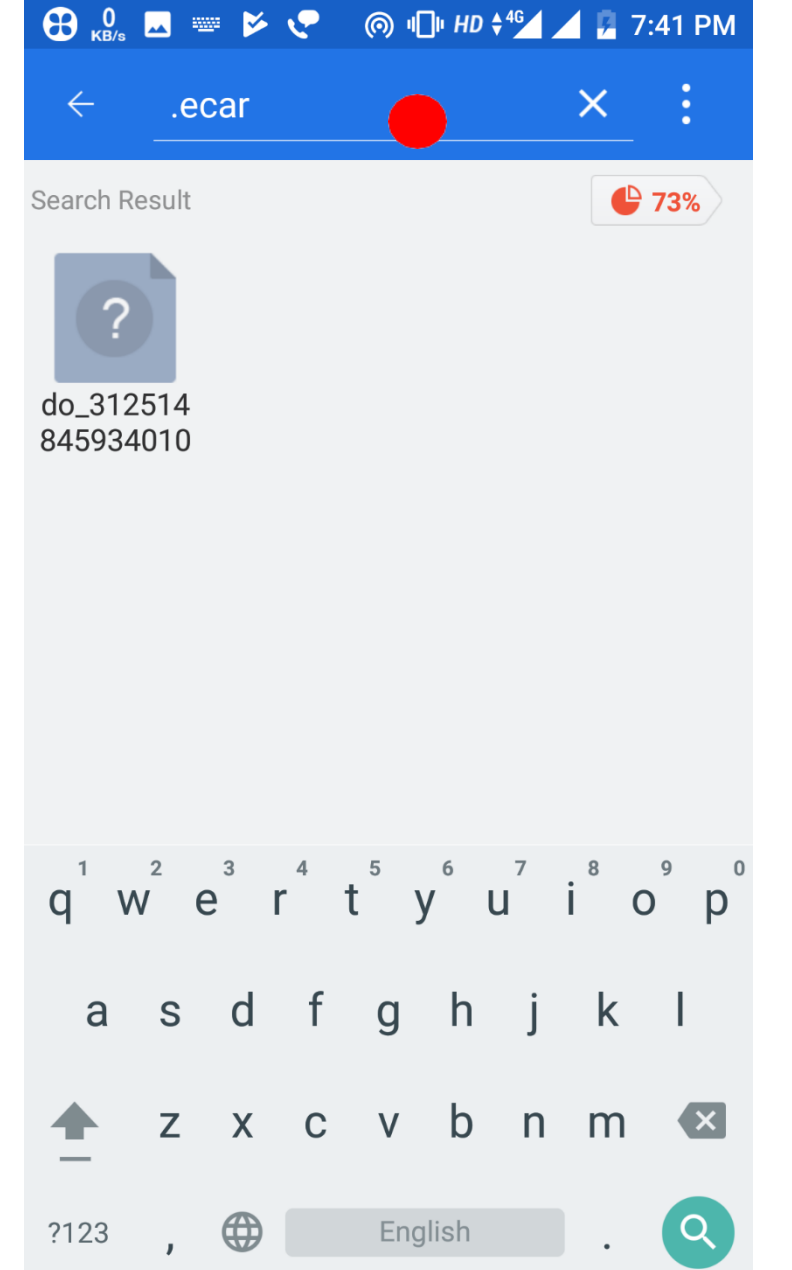 0
KB/s
HD
4G
7:41 PM
.ecar
Search Result
73%
?
do_312514
845934010
1 2 3 4 5 6 7 8 9 0
q w e r t y u i o p
a s d f g h j k l
z x c v b n m
?123 , English .